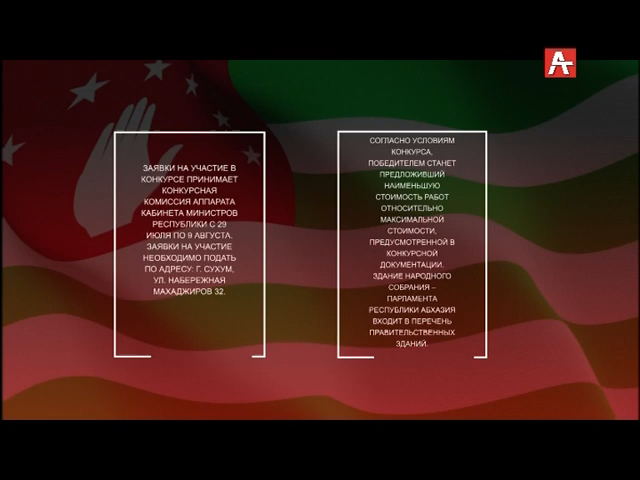 ЗАЯВКИ НА УЧАСТИЕ В
КОНКУРСЕ ПРИНИМАЕТ
КОНКУРСНАЯ
КОМИССИЯ АППАРАТА
КАБИНЕТА МИНИСТРОВ
РЕСПУБЛИКИ С 29
ИЮЛЯ ПО 9 АВГУСТА.
ЗАЯВКИ НА УЧАСТИЕ
НЕОБХОДИМО ПОДАТЬ
ПО АДРЕСУ: Г. СУХУМ,
УЛ. НАБЕРЕЖНАЯ
МАХАДЖИРОВ 32.
СОГЛАСНО УСЛОВИЯМ
КОНКУРСА,
ПОБЕДИТЕЛЕМ СТАНЕТ
ПРЕДЛОЖИВШИЙ
НАИМЕНЬШУЮ
СТОИМОСТЬ РАБОТ
ОТНОСИТЕЛЬНО
МАКСИМАЛЬНОЙ
СТОИМОСТИ,
ПРЕДУСМОТРЕННОЙ В
КОНКУРСНОЙ
ДОКУМЕНТАЦИИ.
ЗДАНИЕ НАРОДНОГО
СОБРАНИЯ –
ПАРЛАМЕНТА
РЕСПУБЛИКИ АБХАЗИЯ
ВХОДИТ В ПЕРЕЧЕНЬ
ПРАВИТЕЛЬСТВЕННЫХ
ЗДАНИЙ.